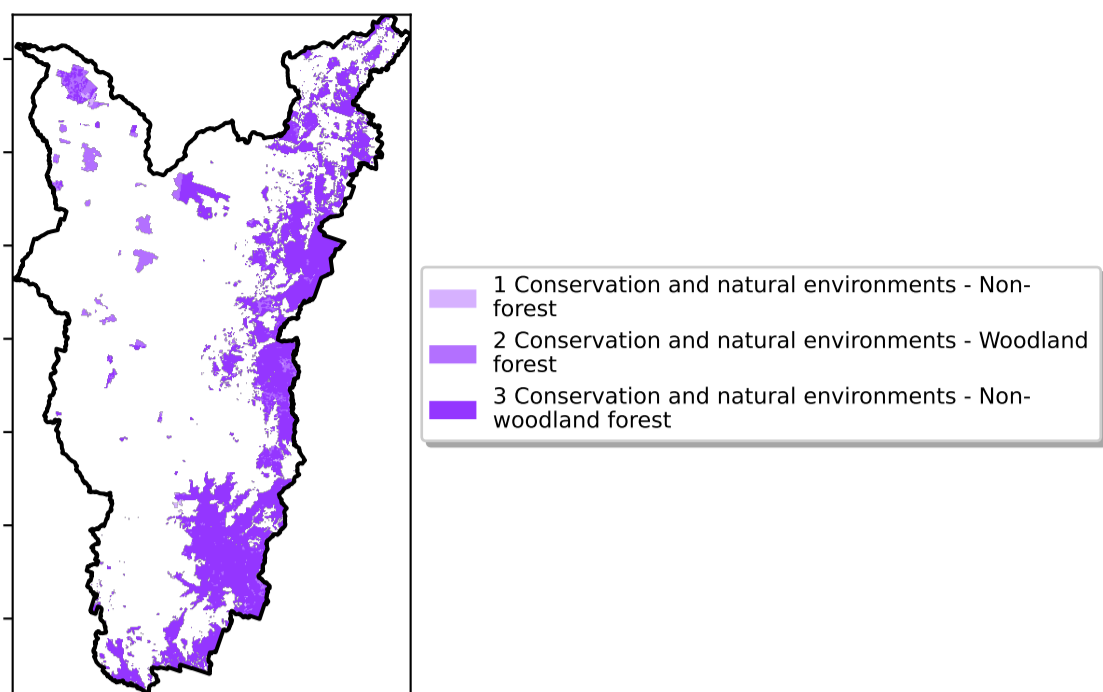 1 Conservation and natural environments - Non-
forest
2 Conservation and natural environments - Woodland
forest
3 Conservation and natural environments - Non-
woodland forest